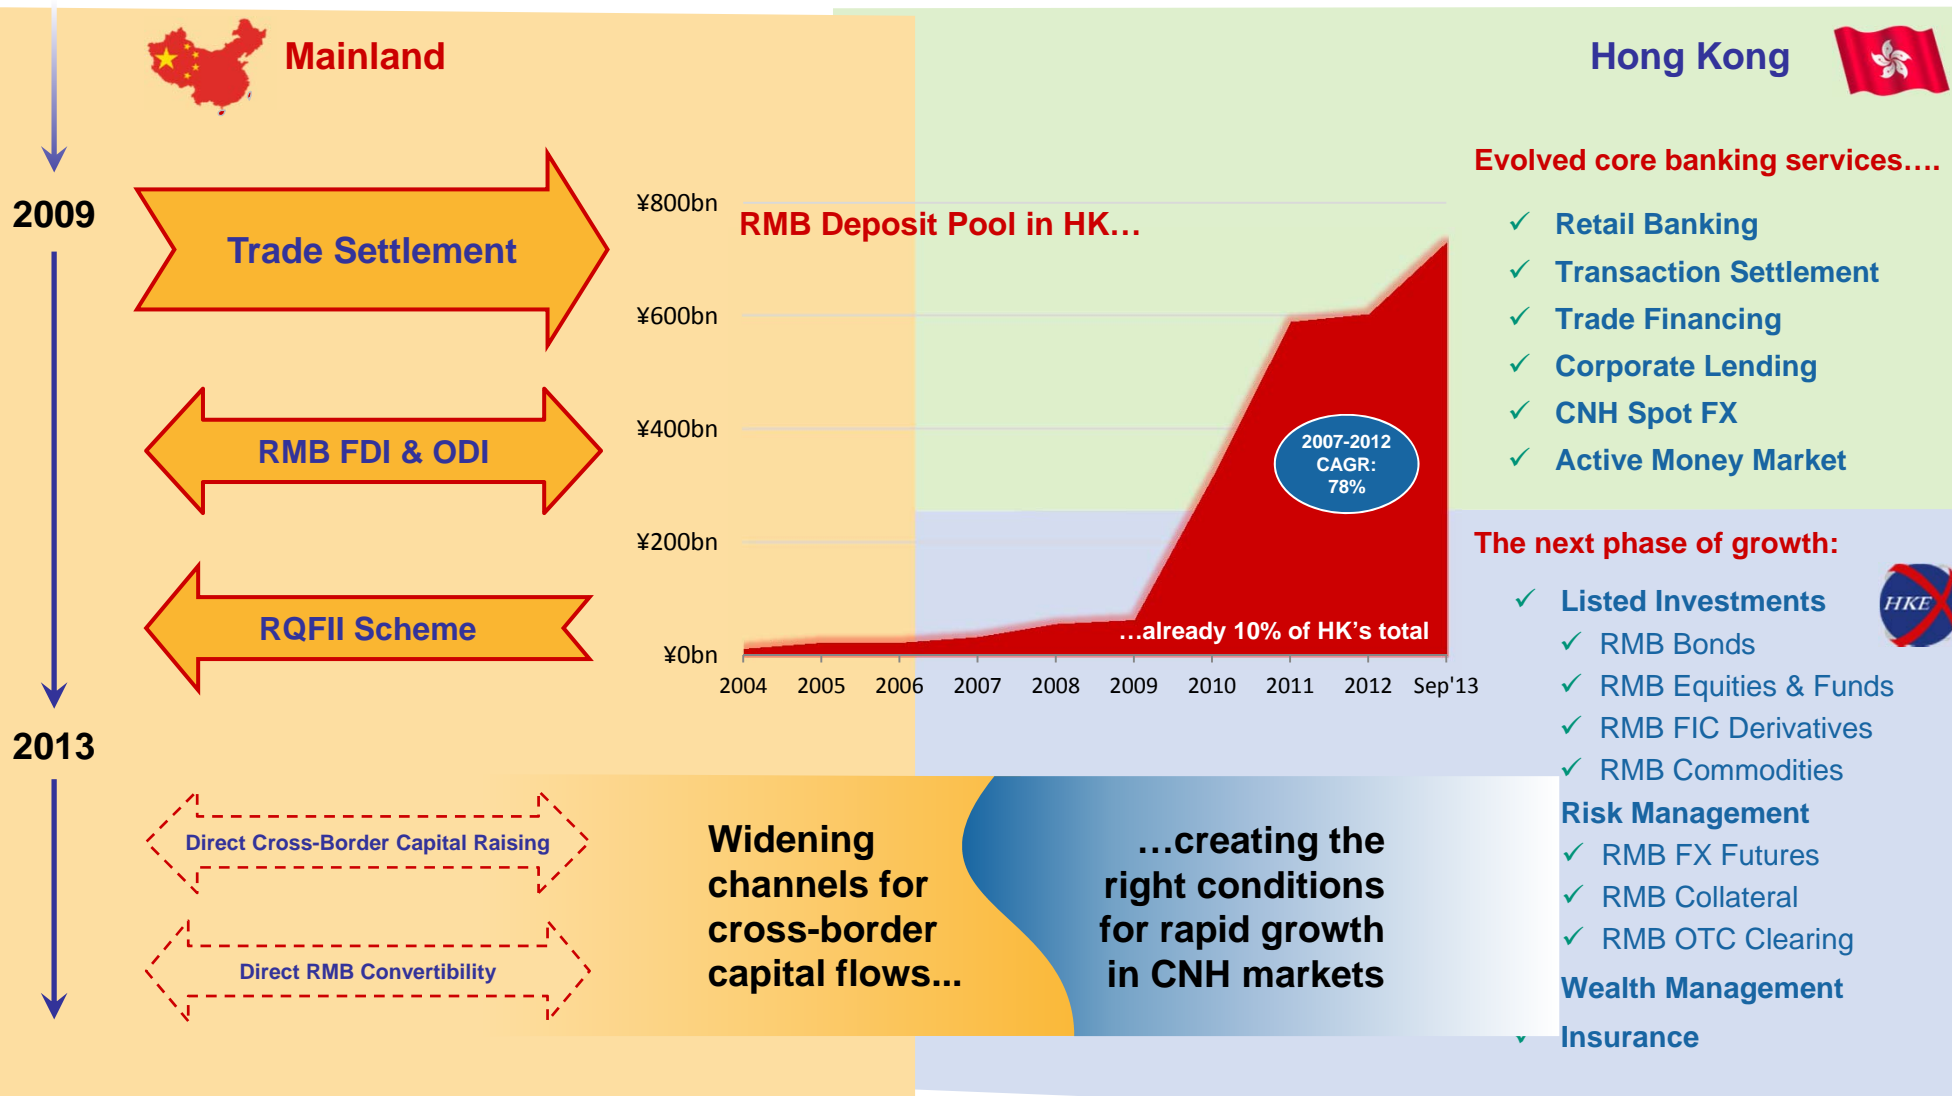 Mainland
Hong Kong
2009
Trade Settlement
RMB FDI & ODI
RQFII Scheme
2013
Direct Cross-Border Capital Raising
Direct RMB Convertibility
RMB Deposit Pool in HK...
¥800bn
¥600bn
¥400bn
¥200bn
¥0bn
2007-2012
CAGR:
78%
...already 10% of HK's total
2004 2005 2006 2007 2008 2009 2010 2011 2012 Sep'13
Widening
channels for
cross-border
capital flows...
...creating the
right conditions
for rapid growth
in CNH markets
Evolved core banking services....
✓ Retail Banking
✓ Transaction Settlement
✓ Trade Financing
✓ Corporate Lending
✓ CNH Spot FX
✓ Active Money Market
The next phase of growth:
HKE
✓ Listed Investments
✓ RMB Bonds
✓ RMB Equities & Funds
✓ RMB FIC Derivatives
✓ RMB Commodities
Risk Management
✓ RMB FX Futures
✓ RMB Collateral
✓ RMB OTC Clearing
Wealth Management
✓ Insurance